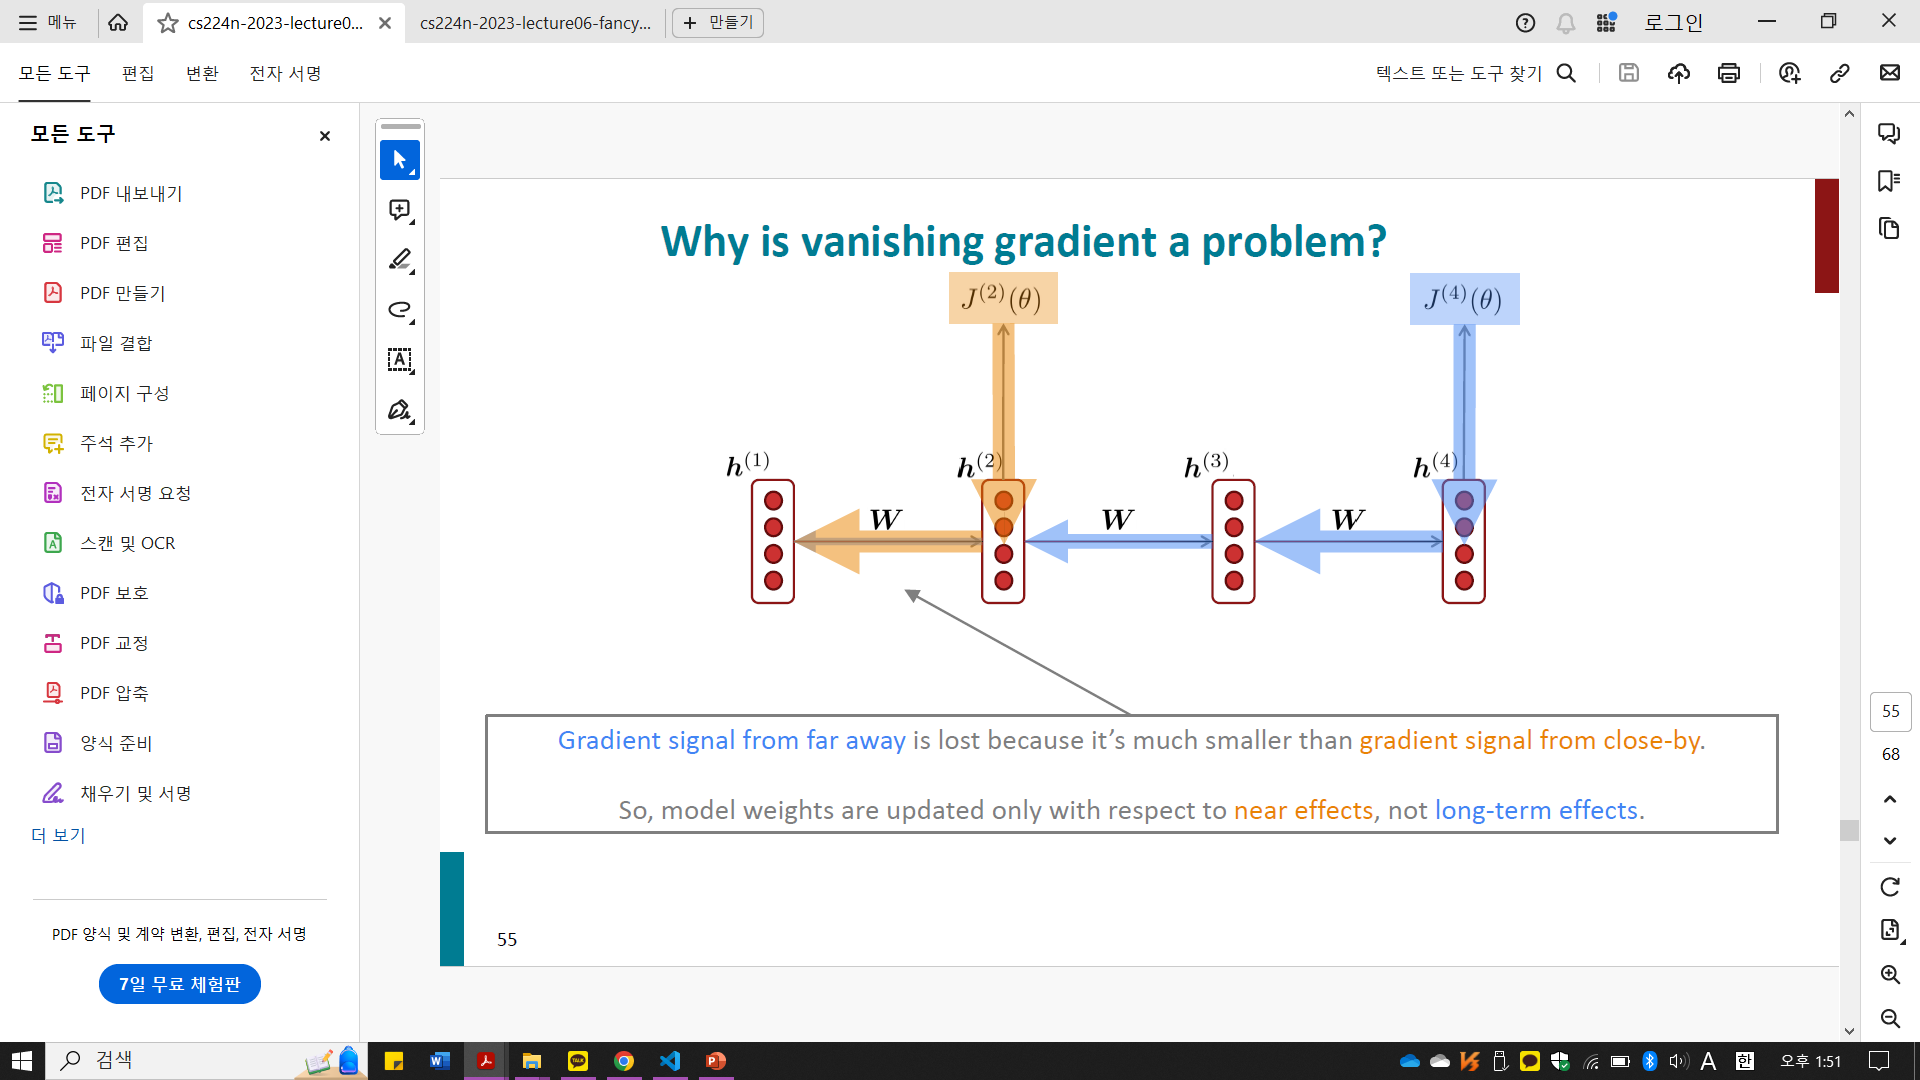 메뉴
cs224n-2023-lecture0...
cs224n-2023-lecture06-fancy...
만들기
로그인
모든 도구
편집
변환
전자 서명
텍스트 또는 도구 찾기
모든 도구
PDF 내보내기
PDF 편집
PDF 만들기
파일 결합
페이지 구성
주석 추가
전자 서명 요청
스캔 및 OCR
PDF 보호
PDF 교정
PDF 압축
양식 준비
채우기 및 서명
더 보기
PDF 양식 및 계약 변환, 편집, 전자 서명
7일 무료 체험판
Why is vanishing gradient a problem?
J^{(2)}(θ)
J^{(4)}(θ)
h^{(1)}
h^{(2)}
h^{(3)}
h^{(4)}
W
W
W
Gradient signal from far away is lost because it’s much smaller than gradient signal from close-by.
So, model weights are updated only with respect to near effects, not long-term effects.
55
55
68
검색
A
한
오후 1:51